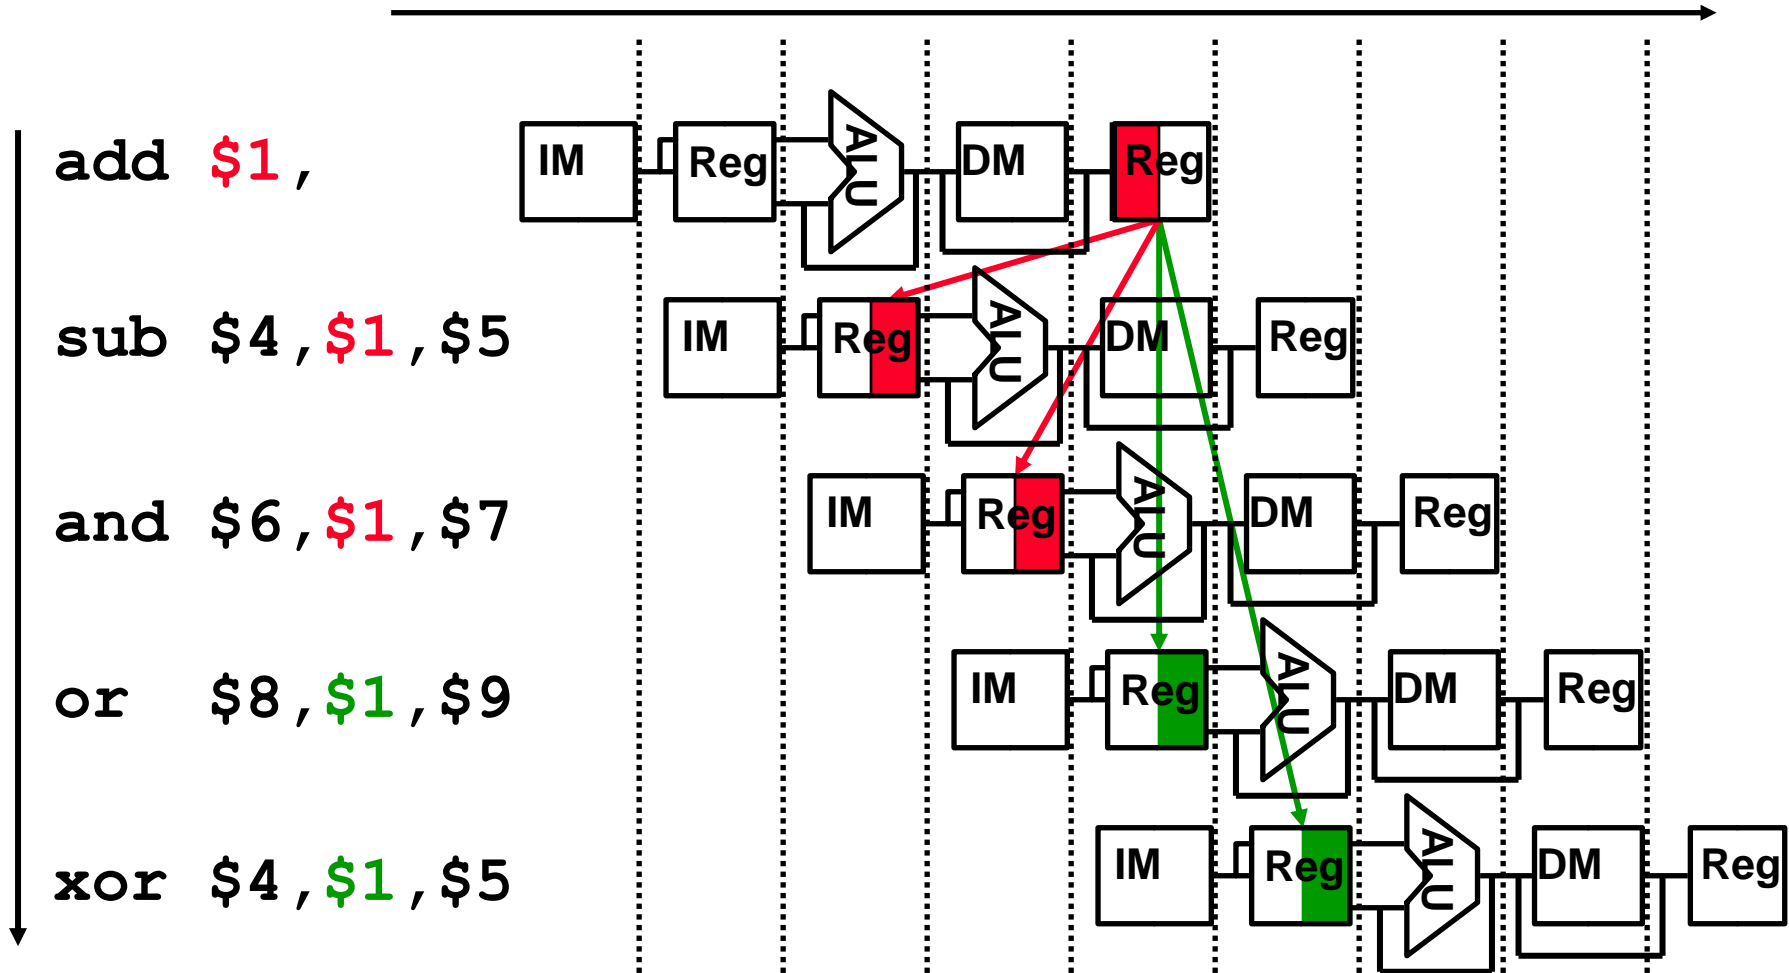 add $1, IM Reg ALU DM Reg
sub $4,$1,$5 IM Reg ALU DM Reg
and $6,$1,$7 IM Reg ALU DM Reg
or $8,$1,$9 IM Reg ALU DM Reg
xor $4,$1,$5 IM Reg ALU DM Reg